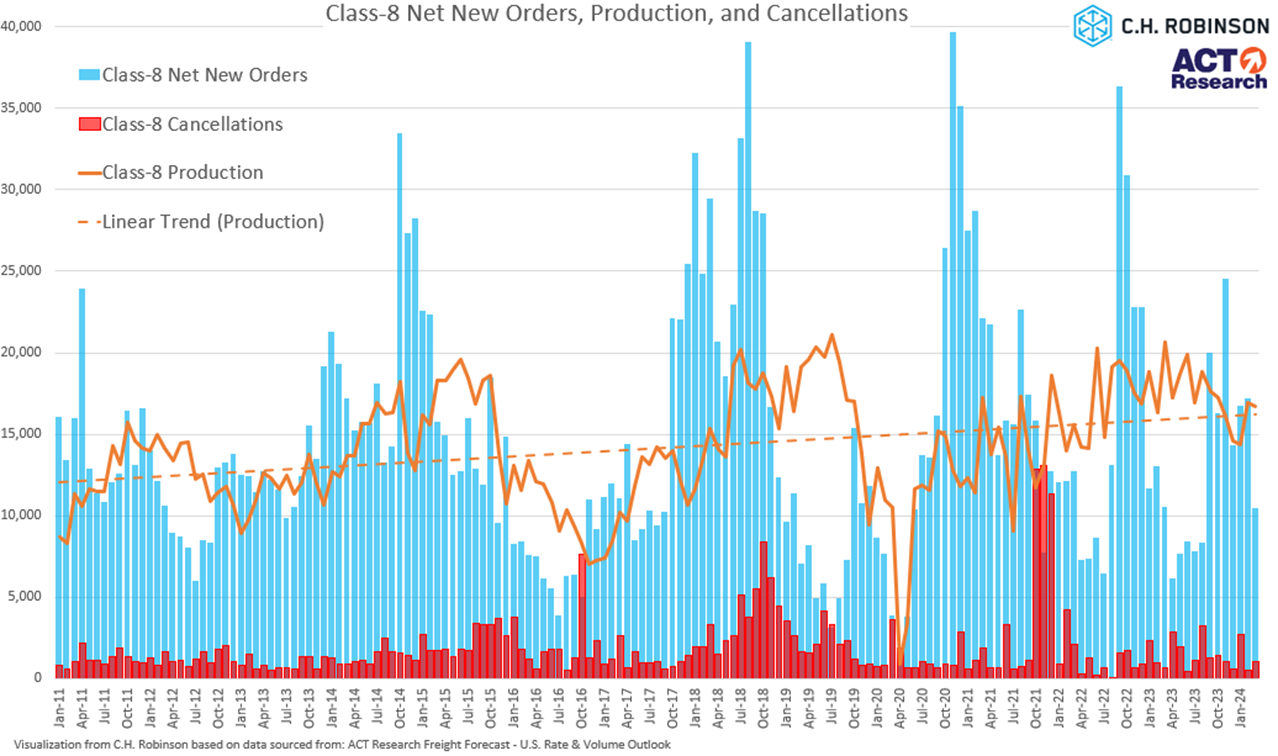 Class-8 Net New Orders, Production, and Cancellations
C.H. ROBINSON
ACT
Research
Class-8 Net New Orders
Class-8 Cancellations
Class-8 Production
Linear Trend (Production)
40,000
35,000
30,000
25,000
20,000
15,000
10,000
5,000
0
Jan-11
Apr-11
Jul-11
Oct-11
Jan-12
Apr-12
Jul-12
Oct-12
Jan-13
Apr-13
Jul-13
Oct-13
Jan-14
Apr-14
Jul-14
Oct-14
Jan-15
Apr-15
Jul-15
Oct-15
Jan-16
Apr-16
Jul-16
Oct-16
Jan-17
Apr-17
Jul-17
Oct-17
Jan-18
Apr-18
Jul-18
Oct-18
Jan-19
Apr-19
Jul-19
Oct-19
Jan-20
Apr-20
Jul-20
Oct-20
Jan-21
Apr-21
Jul-21
Oct-21
Jan-22
Apr-22
Jul-22
Oct-22
Jan-23
Apr-23
Jul-23
Oct-23
Jan-24
Visualization from C.H. Robinson based on data sourced from: ACT Research Freight Forecast - U.S. Rate & Volume Outlook